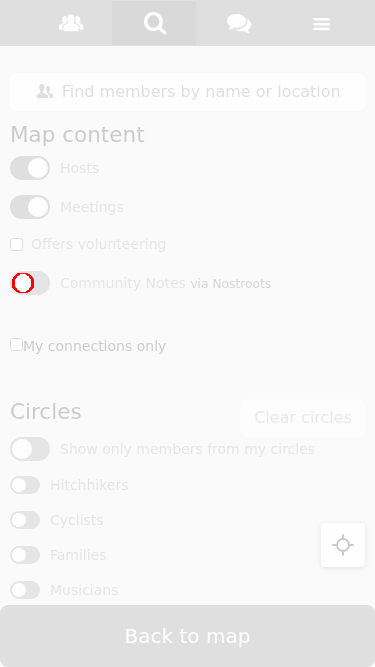 Find members by name or location
Map content
Hosts
Meetings
Offers volunteering
Community Notes via Nostroots
My connections only
Circles
Clear circles
Show only members from my circles
Hitchhikers
Cyclists
Families
Musicians
Back to map